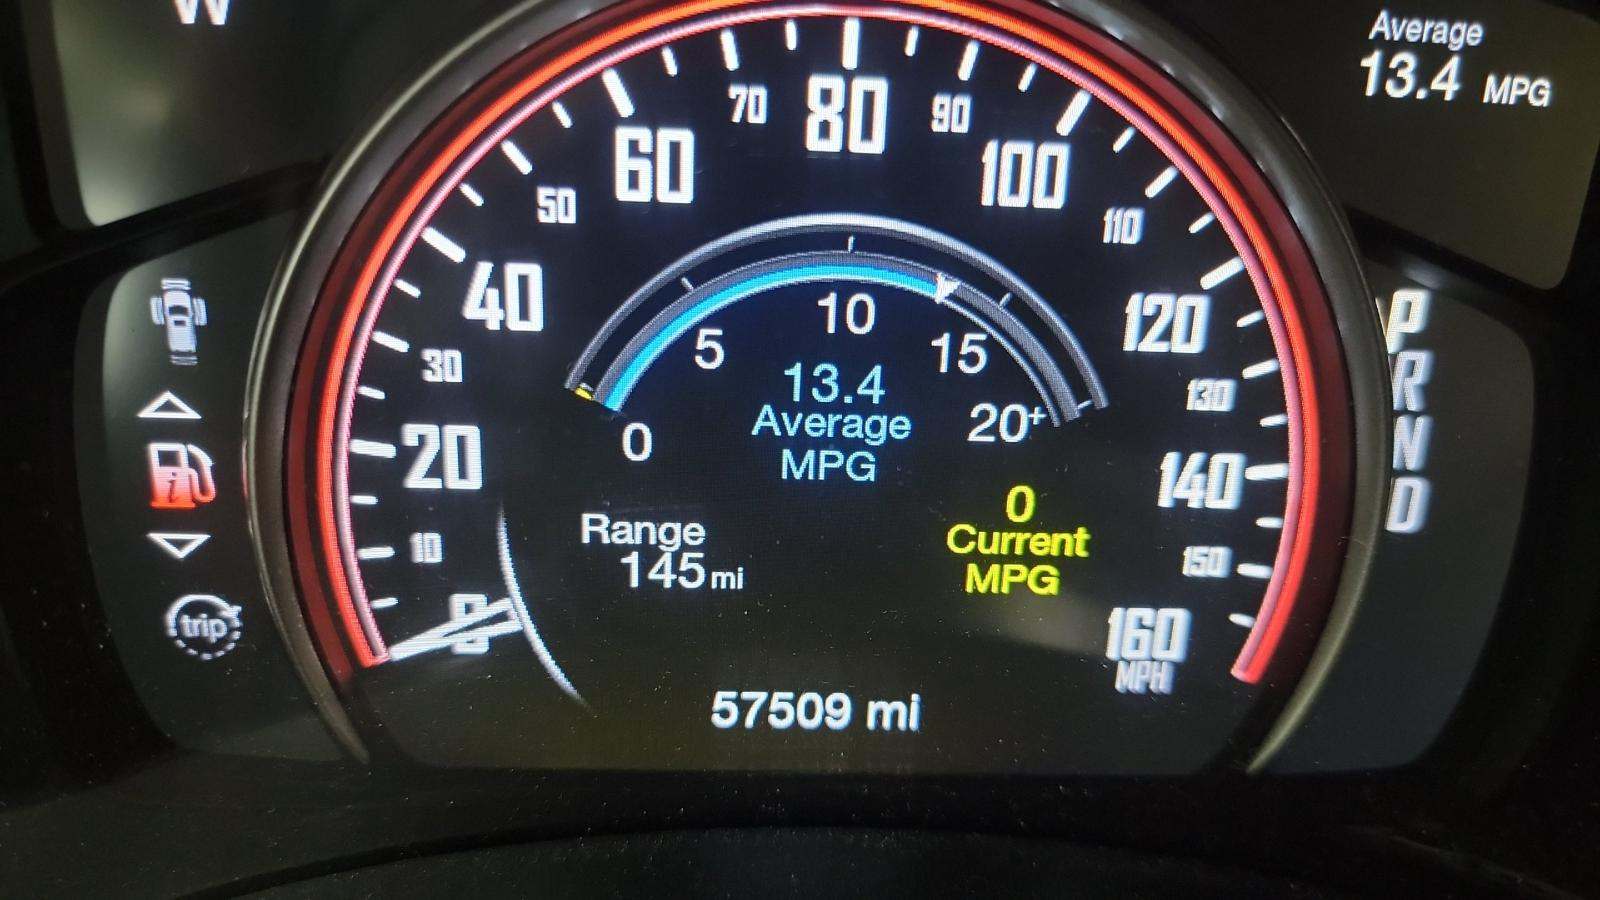 W
Average
13.4 MPG
70 80 90
60 100
50 110
40 120
30 130
20 140
10 150
0 160
MPH
5 10 15
0 20+
13.4
Average
MPG
Range
145 mi
0
Current
MPG
57509 mi
i
trip
P
R
N
D